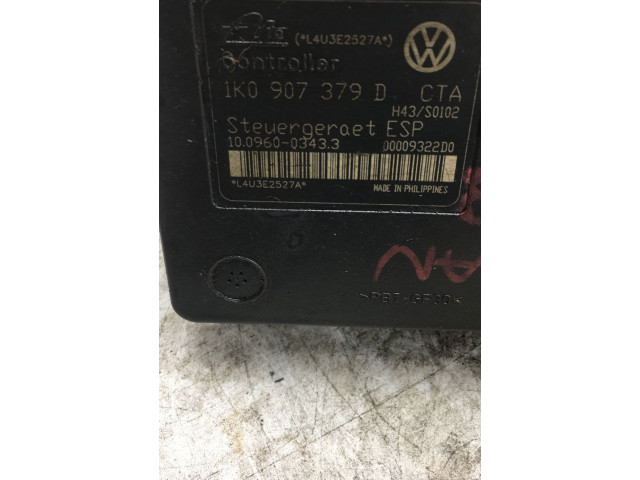 (*L4U3E2527A*)
Controller
1K0 907 379 D CTA
H43/S0102
Steuergeraet ESP
10.0960-0343.3 00009322D0
*L4U3E2527A*
MADE IN PHILIPPINES
AN